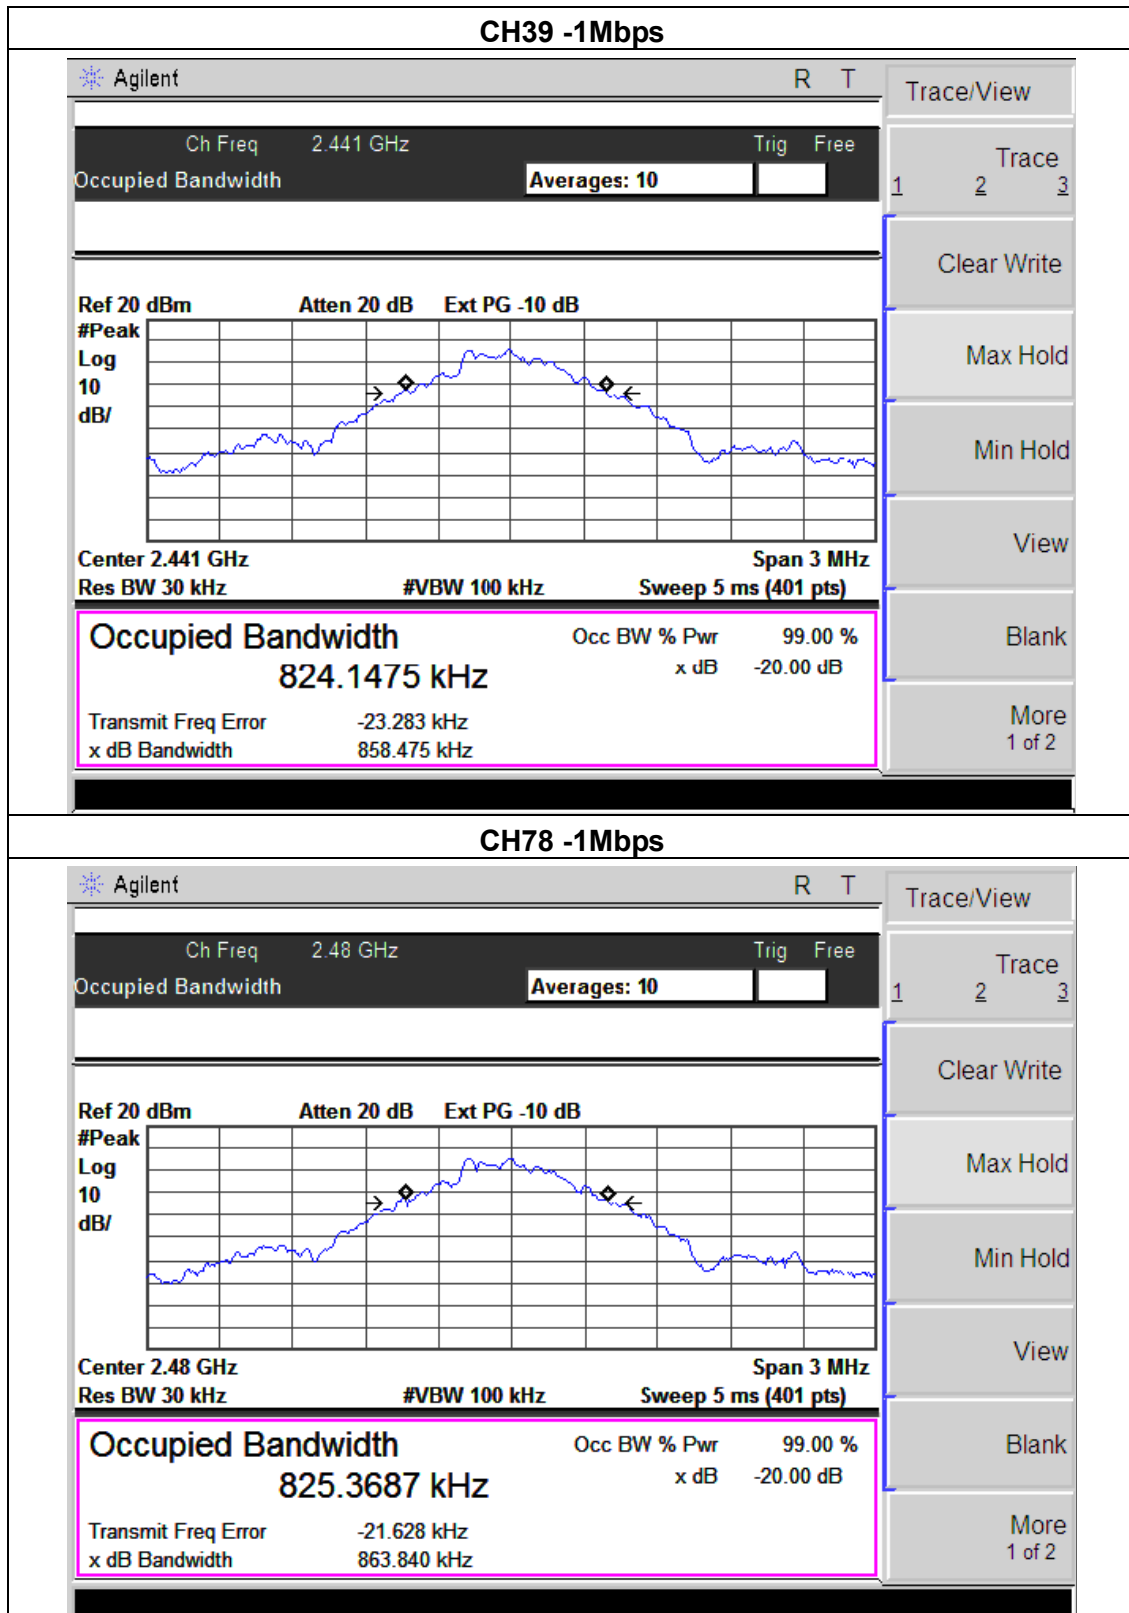 CH39 -1Mbps
Agilent R T
Trace/View
Ch Freq 2.441 GHz Trig Free
Occupied Bandwidth Averages: 10
Trace
1 2 3
Clear Write
Ref 20 dBm Atten 20 dB Ext PG -10 dB
#Peak
Log
10
dB/
Max Hold
Min Hold
View
Center 2.441 GHz Span 3 MHz
Res BW 30 kHz #VBW 100 kHz Sweep 5 ms (401 pts)
Occupied Bandwidth Occ BW % Pwr 99.00 %
824.1475 kHz x dB -20.00 dB
Blank
Transmit Freq Error -23.283 kHz
x dB Bandwidth 858.475 kHz
More
1 of 2
CH78 -1Mbps
Agilent R T
Trace/View
Ch Freq 2.48 GHz Trig Free
Occupied Bandwidth Averages: 10
Trace
1 2 3
Clear Write
Ref 20 dBm Atten 20 dB Ext PG -10 dB
#Peak
Log
10
dB/
Max Hold
Min Hold
View
Center 2.48 GHz Span 3 MHz
Res BW 30 kHz #VBW 100 kHz Sweep 5 ms (401 pts)
Occupied Bandwidth Occ BW % Pwr 99.00 %
825.3687 kHz x dB -20.00 dB
Blank
Transmit Freq Error -21.628 kHz
x dB Bandwidth 863.840 kHz
More
1 of 2